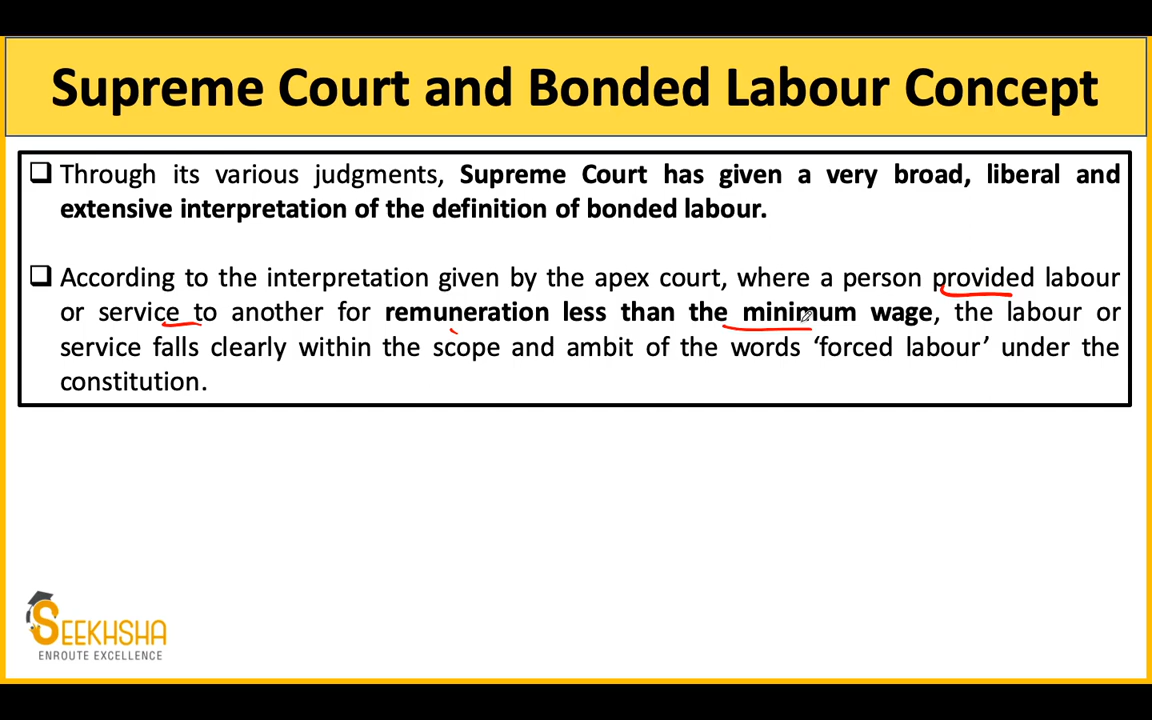 Supreme Court and Bonded Labour Concept
❑ Through its various judgments, Supreme Court has given a very broad, liberal and
extensive interpretation of the definition of bonded labour.
❑ According to the interpretation given by the apex court, where a person provided labour
or service to another for remuneration less than the minimum wage, the labour or
service falls clearly within the scope and ambit of the words ‘forced labour’ under the
constitution.
SEEKHSHA
ENROUTE EXCELLENCE